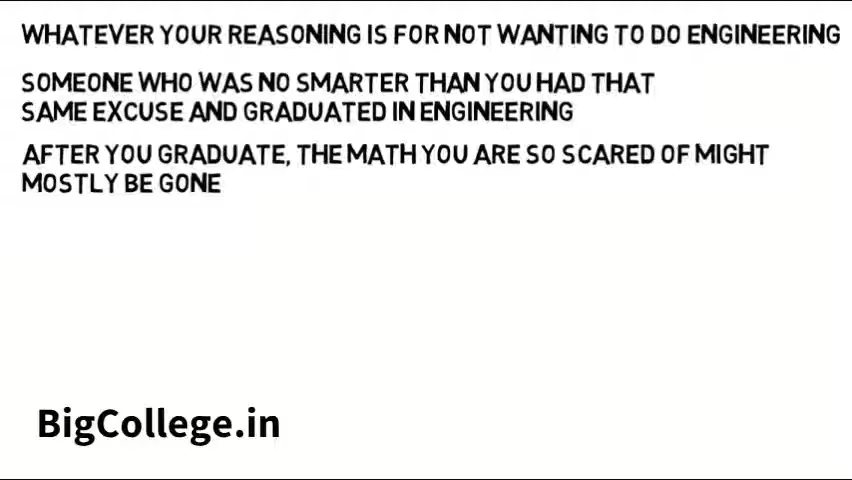 WHATEVER YOUR REASONING IS FOR NOT WANTING TO DO ENGINEERING
SOMEONE WHO WAS NO SMARTER THAN YOU HAD THAT
SAME EXCUSE AND GRADUATED IN ENGINEERING
AFTER YOU GRADUATE, THE MATH YOU ARE SO SCARED OF MIGHT
MOSTLY BE GONE
BigCollege.in